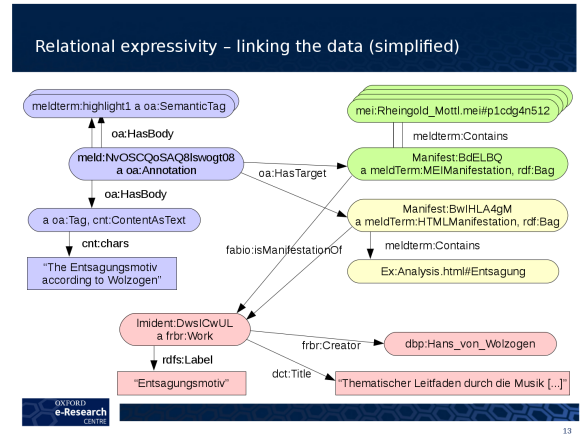 Relational expressivity – linking the data (simplified)
meldterm:highlight1 a oa:SemanticTag
mei:Rheingold_Mottl.mei#p1cdg4n512
oa:HasBody
meldterm:Contains
meld:NvOSCQoSAQ8lswogt08
a oa:Annotation
oa:HasTarget
Manifest:BdELBQ
a meldTerm:MEIManifestation, rdf:Bag
oa:HasBody
a oa:Tag, cnt:ContentAsText
Manifest:BwIHLA4gM
a meldTerm:HTMLManifestation, rdf:Bag
cnt:chars
fabio:isManifestationOf
meldterm:Contains
“The Entsagungsmotiv
according to Wolzogen”
Ex:Analysis.html#Entsagung
lmident:DwsICwUL
a frbr:Work
frbr:Creator
dbp:Hans_von_Wolzogen
rdfs:Label
dct:Title
“Entsagungsmotiv”
“Thematischer Leitfaden durch die Musik [...]”
OXFORD
e-Research
CENTRE
13